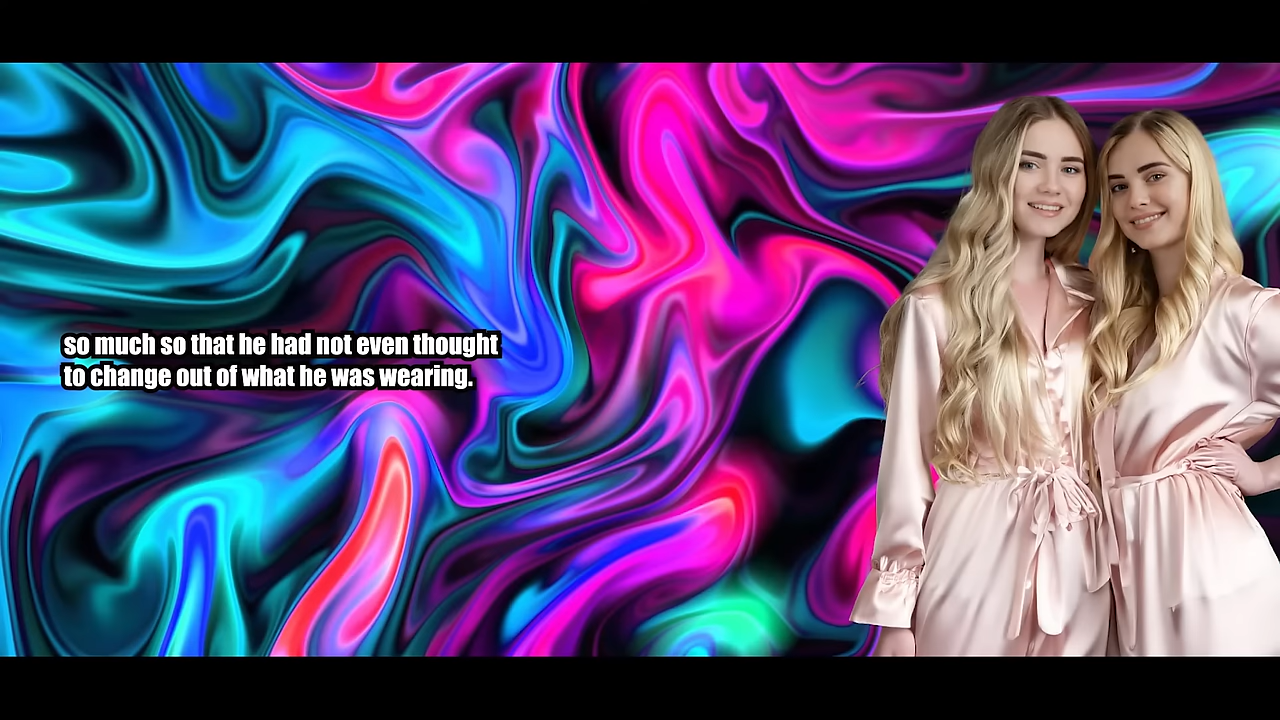 so much so that he had not even thought
to change out of what he was wearing.